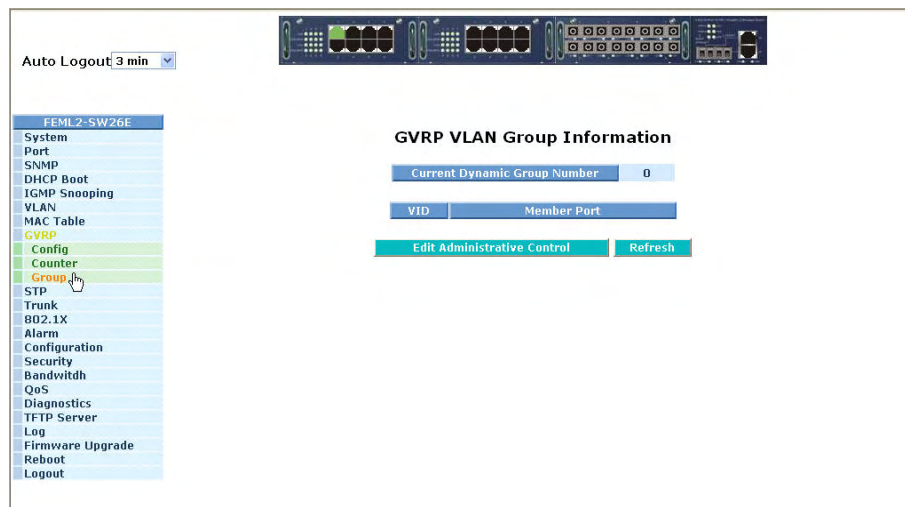 Auto Logout 3 min
FEML2-SW26E
System
Port
SNMP
DHCP Boot
IGMP Snooping
VLAN
MAC Table
GVRP
Config
Counter
Group
STP
Trunk
802.1X
Alarm
Configuration
Security
Bandwitdh
QoS
Diagnostics
TFTP Server
Log
Firmware Upgrade
Reboot
Logout
GVRP VLAN Group Information
Current Dynamic Group Number 0
VID Member Port
Edit Administrative Control Refresh